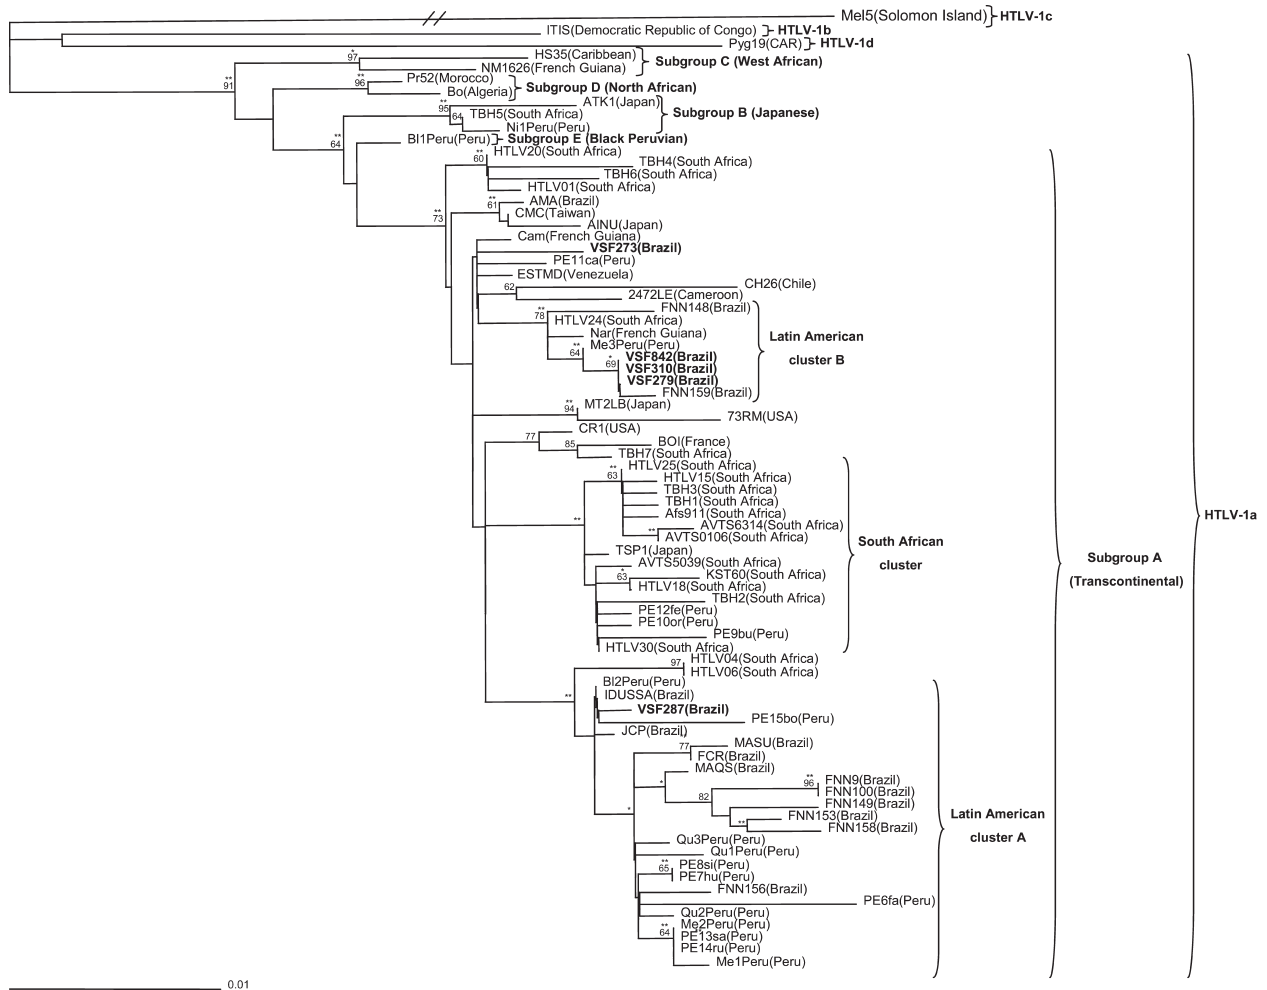 Mel5(Solomon Island) HTLV-1c
ITIS(Democratic Republic of Congo) HTLV-1b
Pyg19(CAR) HTLV-1d
** 91
* 97
HS35(Caribbean)
NM1626(French Guiana)
Subgroup C (West African)
** 96
Pr52(Morocco)
Bo(Algeria)
Subgroup D (North African)
** 64
** 95
ATK1(Japan)
64
TBH5(South Africa)
Ni1Peru(Peru)
Subgroup B (Japanese)
Bl1Peru(Peru) Subgroup E (Black Peruvian)
** 73
** 60
HTLV20(South Africa)
TBH4(South Africa)
TBH6(South Africa)
HTLV01(South Africa)
** 61
AMA(Brazil)
CMC(Taiwan)
AINU(Japan)
Cam(French Guiana)
VSF273(Brazil)
PE11ca(Peru)
ESTMD(Venezuela)
62
CH26(Chile)
2472LE(Cameroon)
** 78
FNN148(Brazil)
HTLV24(South Africa)
Nar(French Guiana)
** 64
Me3Peru(Peru)
* 69
VSF842(Brazil)
VSF310(Brazil)
VSF279(Brazil)
FNN159(Brazil)
Latin American
cluster B
** 94
MT2LB(Japan)
73RM(USA)
77
CR1(USA)
85
BOI(France)
TBH7(South Africa)
**
** 63
HTLV25(South Africa)
HTLV15(South Africa)
TBH3(South Africa)
TBH1(South Africa)
Afs911(South Africa)
**
AVTS6314(South Africa)
AVTS0106(South Africa)
TSP1(Japan)
AVTS5039(South Africa)
* 63
KST60(South Africa)
HTLV18(South Africa)
TBH2(South Africa)
PE12fe(Peru)
PE10or(Peru)
PE9bu(Peru)
HTLV30(South Africa)
South African
cluster
**
97
HTLV04(South Africa)
HTLV06(South Africa)
Bl2Peru(Peru)
IDUSSA(Brazil)
VSF287(Brazil)
PE15bo(Peru)
JCP(Brazil)
*
77
MASU(Brazil)
FCR(Brazil)
*
MAQS(Brazil)
82
** 96
FNN9(Brazil)
FNN100(Brazil)
FNN149(Brazil)
**
FNN153(Brazil)
FNN158(Brazil)
Qu3Peru(Peru)
Qu1Peru(Peru)
** 65
PE8si(Peru)
PE7hu(Peru)
FNN156(Brazil)
PE6fa(Peru)
Qu2Peru(Peru)
** 64
Me2Peru(Peru)
PE13sa(Peru)
PE14ru(Peru)
Me1Peru(Peru)
Latin American
cluster A
Subgroup A
(Transcontinental)
HTLV-1a
0.01